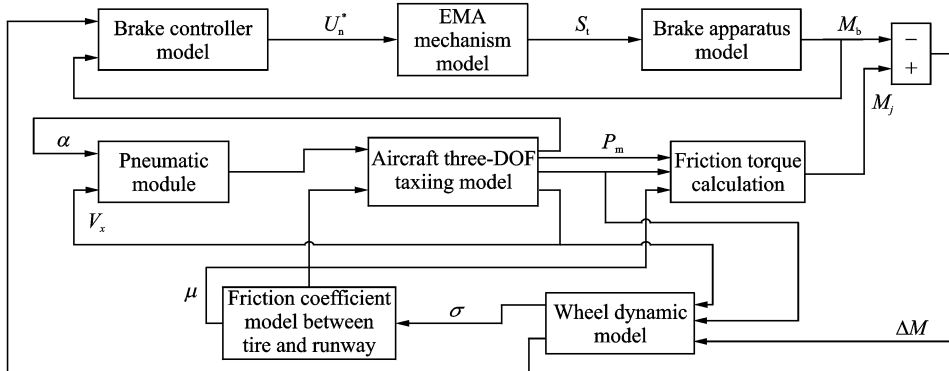 Brake controller
model
U*n
EMA
mechanism
model
St
Brake apparatus
model
Mb
−
+
Mj
α
Pneumatic
module
Vx
Aircraft three-DOF
taxiing model
Pm
Friction torque
calculation
μ
Friction coefficient
model between
tire and runway
σ
Wheel dynamic
model
ΔM